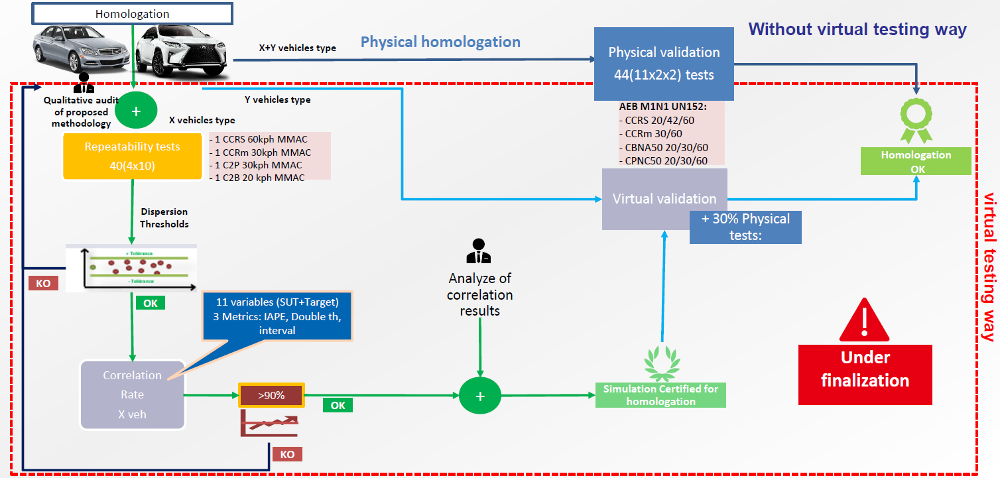 Homologation
Without virtual testing way
X+Y vehicles type
Physical homologation
Physical validation
44(11x2x2) tests
Qualitative audit
of proposed
methodology
+
Y vehicles type
X vehicles type
AEB M1N1 UN152:
- CCRS 20/42/60
- CCRm 30/60
- CBNA50 20/30/60
- CPNC50 20/30/60
Repeatability tests
40(4x10)
- 1 CCRS 60kph MMAC
- 1 CCRm 30kph MMAC
- 1 C2P 30kph MMAC
- 1 C2B 20 kph MMAC
Homologation
OK
Virtual validation
+ 30% Physical
tests:
virtual testing way
Dispersion
Thresholds
+ Tolérance
- Tolérance
KO
OK
Analyze of
correlation
results
11 variables (SUT+Target)
3 Metrics: IAPE, Double th,
interval
Correlation
Rate
X veh
>90%
OK
+
Simulation Certified for
homologation
!
Under
finalization
KO